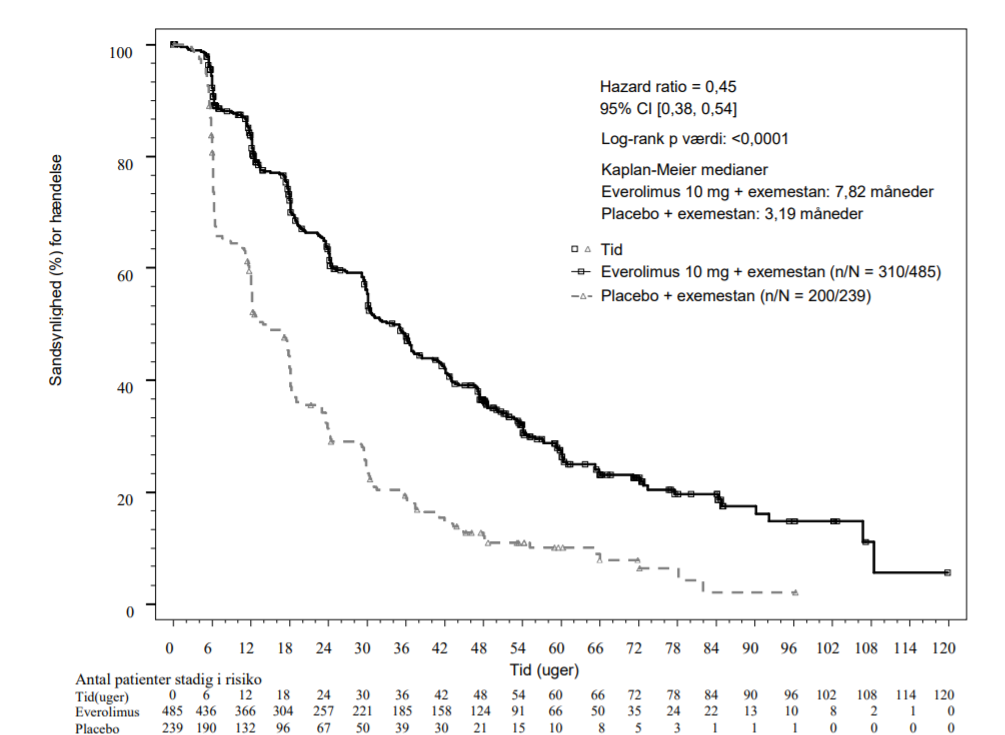 Hazard ratio = 0,45
95% CI [0,38, 0,54]
Log-rank p værdi: <0,0001
Kaplan-Meier medianer
Everolimus 10 mg + exemestan: 7,82 måneder
Placebo + exemestan: 3,19 måneder
Tid
Everolimus 10 mg + exemestan (n/N = 310/485)
Placebo + exemestan (n/N = 200/239)
Sandsynlighed (%) for hændelse
100
80
60
40
20
0
0 6 12 18 24 30 36 42 48 54 60 66 72 78 84 90 96 102 108 114 120
Tid (uger)
Antal patienter stadig i risiko
Tid(uger) 0 6 12 18 24 30 36 42 48 54 60 66 72 78 84 90 96 102 108 114 120
Everolimus 485 436 366 304 257 221 185 158 124 91 66 50 35 24 22 13 10 8 2 1 0
Placebo 239 190 132 96 67 50 39 30 21 15 10 8 5 3 1 1 1 0 0 0 0